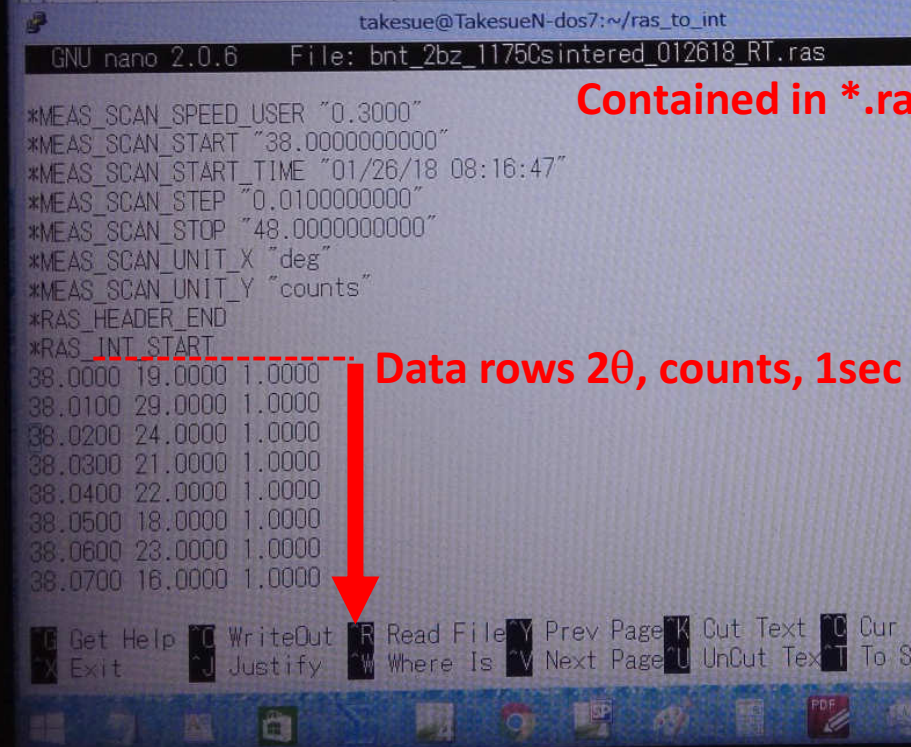 takesue@TakesueN-dos7:~/ras_to_int
GNU nano 2.0.6 File: bnt_2bz_1175Csintered_012618_RT.ras
Contained in *.ra
*MEAS_SCAN_SPEED_USER "0.3000"
*MEAS_SCAN_START "38.0000000000"
*MEAS_SCAN_START_TIME "01/26/18 08:16:47"
*MEAS_SCAN_STEP "0.0100000000"
*MEAS_SCAN_STOP "48.0000000000"
*MEAS_SCAN_UNIT_X "deg"
*MEAS_SCAN_UNIT_Y "counts"
*RAS_HEADER_END
*RAS_INT_START
Data rows 2θ, counts, 1sec
38.0000 19.0000 1.0000
38.0100 29.0000 1.0000
38.0200 24.0000 1.0000
38.0300 21.0000 1.0000
38.0400 22.0000 1.0000
38.0500 18.0000 1.0000
38.0600 23.0000 1.0000
38.0700 16.0000 1.0000
^G Get Help ^O WriteOut ^R Read File ^Y Prev Page ^K Cut Text ^C Cur
^X Exit ^J Justify ^W Where Is ^V Next Page ^U UnCut Tex ^T To S
SP
PDF